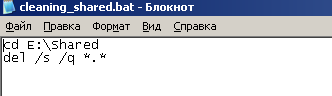 cleaning_shared.bat - Блокнот
Файл Правка Формат Вид Справка
cd E:\Shared
del /s /q *.*